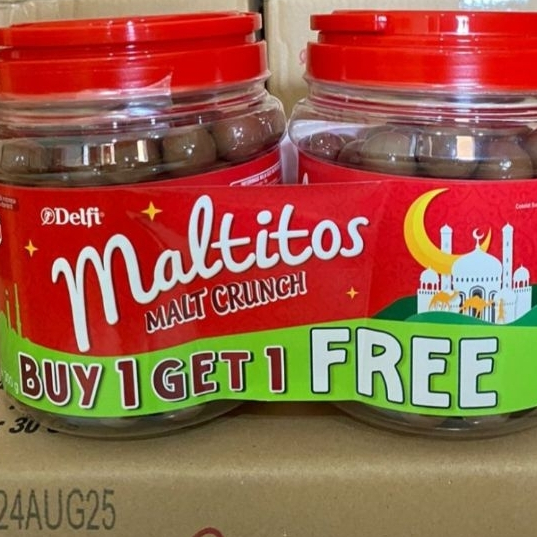 Delfi
Maltitos
MALT CRUNCH
BUY 1 GET 1 FREE
24AUG25